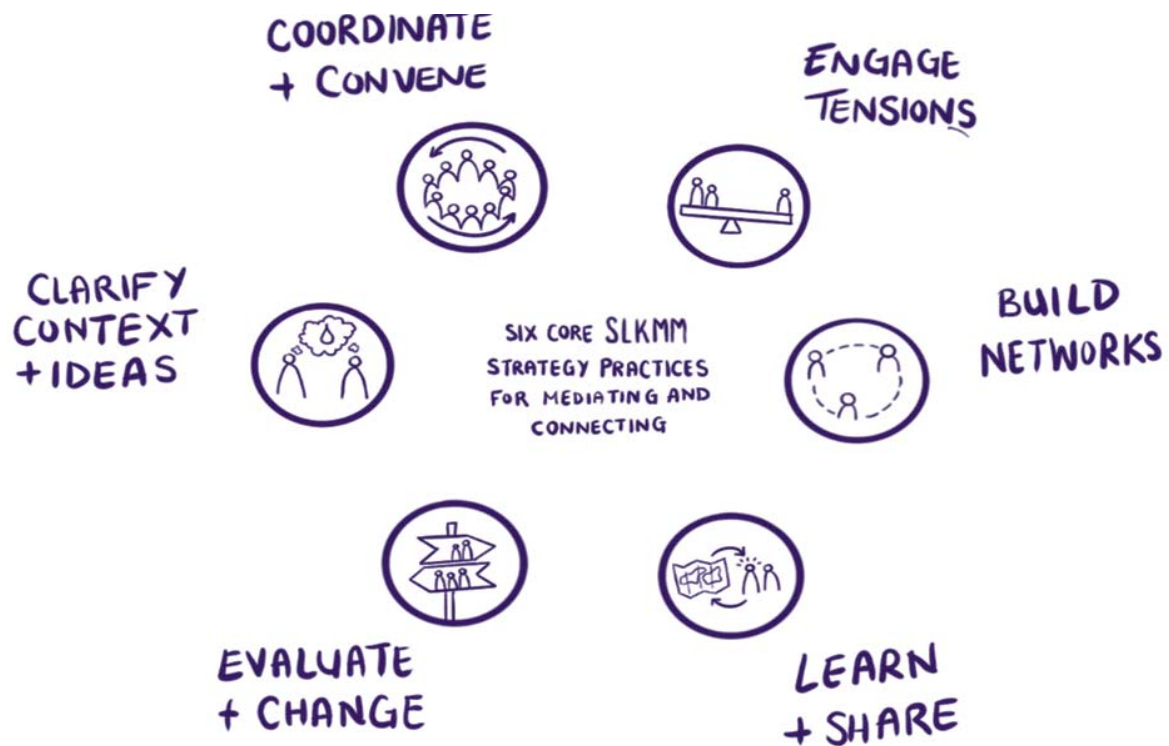 COORDINATE
+ CONVENE
ENGAGE
TENSIONS
CLARIFY
CONTEXT
+ IDEAS
SIX CORE SLKMM
STRATEGY PRACTICES
FOR MEDIATING AND
CONNECTING
BUILD
NETWORKS
EVALUATE
+ CHANGE
LEARN
+ SHARE